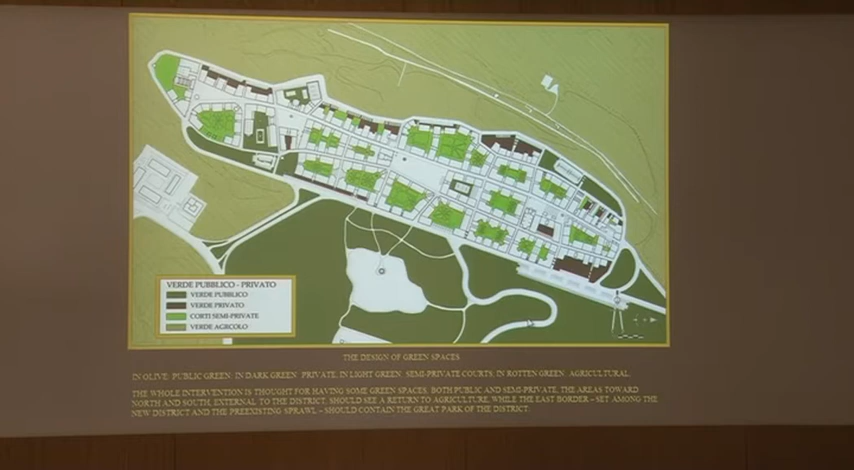 VERDE PUBBLICO - PRIVATO
VERDE PUBBLICO
VERDE PRIVATO
CORTI SEMI-PRIVATE
VERDE AGRICOLO
THE DESIGN OF GREEN SPACES
IN OLIVE: PUBLIC GREEN; IN DARK GREEN: PRIVATE; IN LIGHT GREEN: SEMI-PRIVATE COURTS; IN ROTTEN GREEN: AGRICULTURAL.
THE WHOLE INTERVENTION IS THOUGHT FOR HAVING SOME GREEN SPACES, BOTH PUBLIC AND SEMI-PRIVATE. THE AREAS TOWARD
NORTH AND SOUTH, EXTERNAL TO THE DISTRICT, SHOULD SEE A RETURN TO AGRICULTURE, WHILE THE EAST BORDER – SET AMONG THE
NEW DISTRICT AND THE PREEXISTING SPRAWL – SHOULD CONTAIN THE GREAT PARK OF THE DISTRICT.